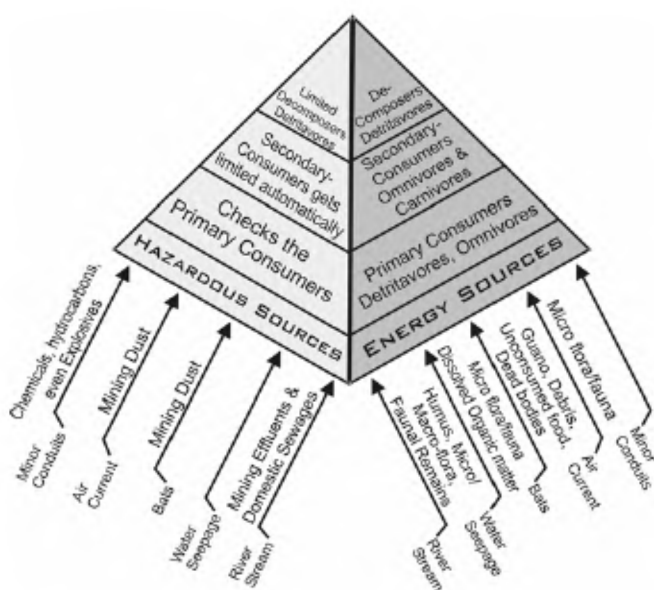 Limited
Decomposers
Detritavores
De-
Composers
Detritavores
Secondary-
Consumers gets
limited automatically
Secondary-
Consumers
Omnivores &
Carnivores
Checks the
Primary Consumers
Primary Consumers
Detritavores, Omnivores
HAZARDOUS SOURCES
ENERGY SOURCES
Chemicals, hydrocarbons,
even Explosives
Minor
Conduits
Mining Dust
Air
Current
Mining Dust
Bats
Mining Effluents &
Domestic Sewages
Water
Seepage
River
Stream
Humus, Micro/
Macro-flora,
Faunal Remains
River
Stream
Micro flora/fauna
Dissolved Organic matter
Water
Seepage
Guano, Debris,
Unconsumed food,
Dead bodies
Bats
Micro flora/fauna
Air
Current
Minor
Conduits